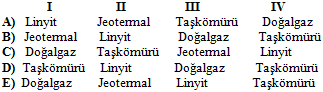 I II III IV
A) Linyit Jeotermal Taşkömürü Doğalgaz
B) Jeotermal Linyit Doğalgaz Taşkömürü
C) Doğalgaz Taşkömürü Jeotermal Linyit
D) Taşkömürü Linyit Doğalgaz Taşkömürü
E) Doğalgaz Jeotermal Linyit Taşkömürü